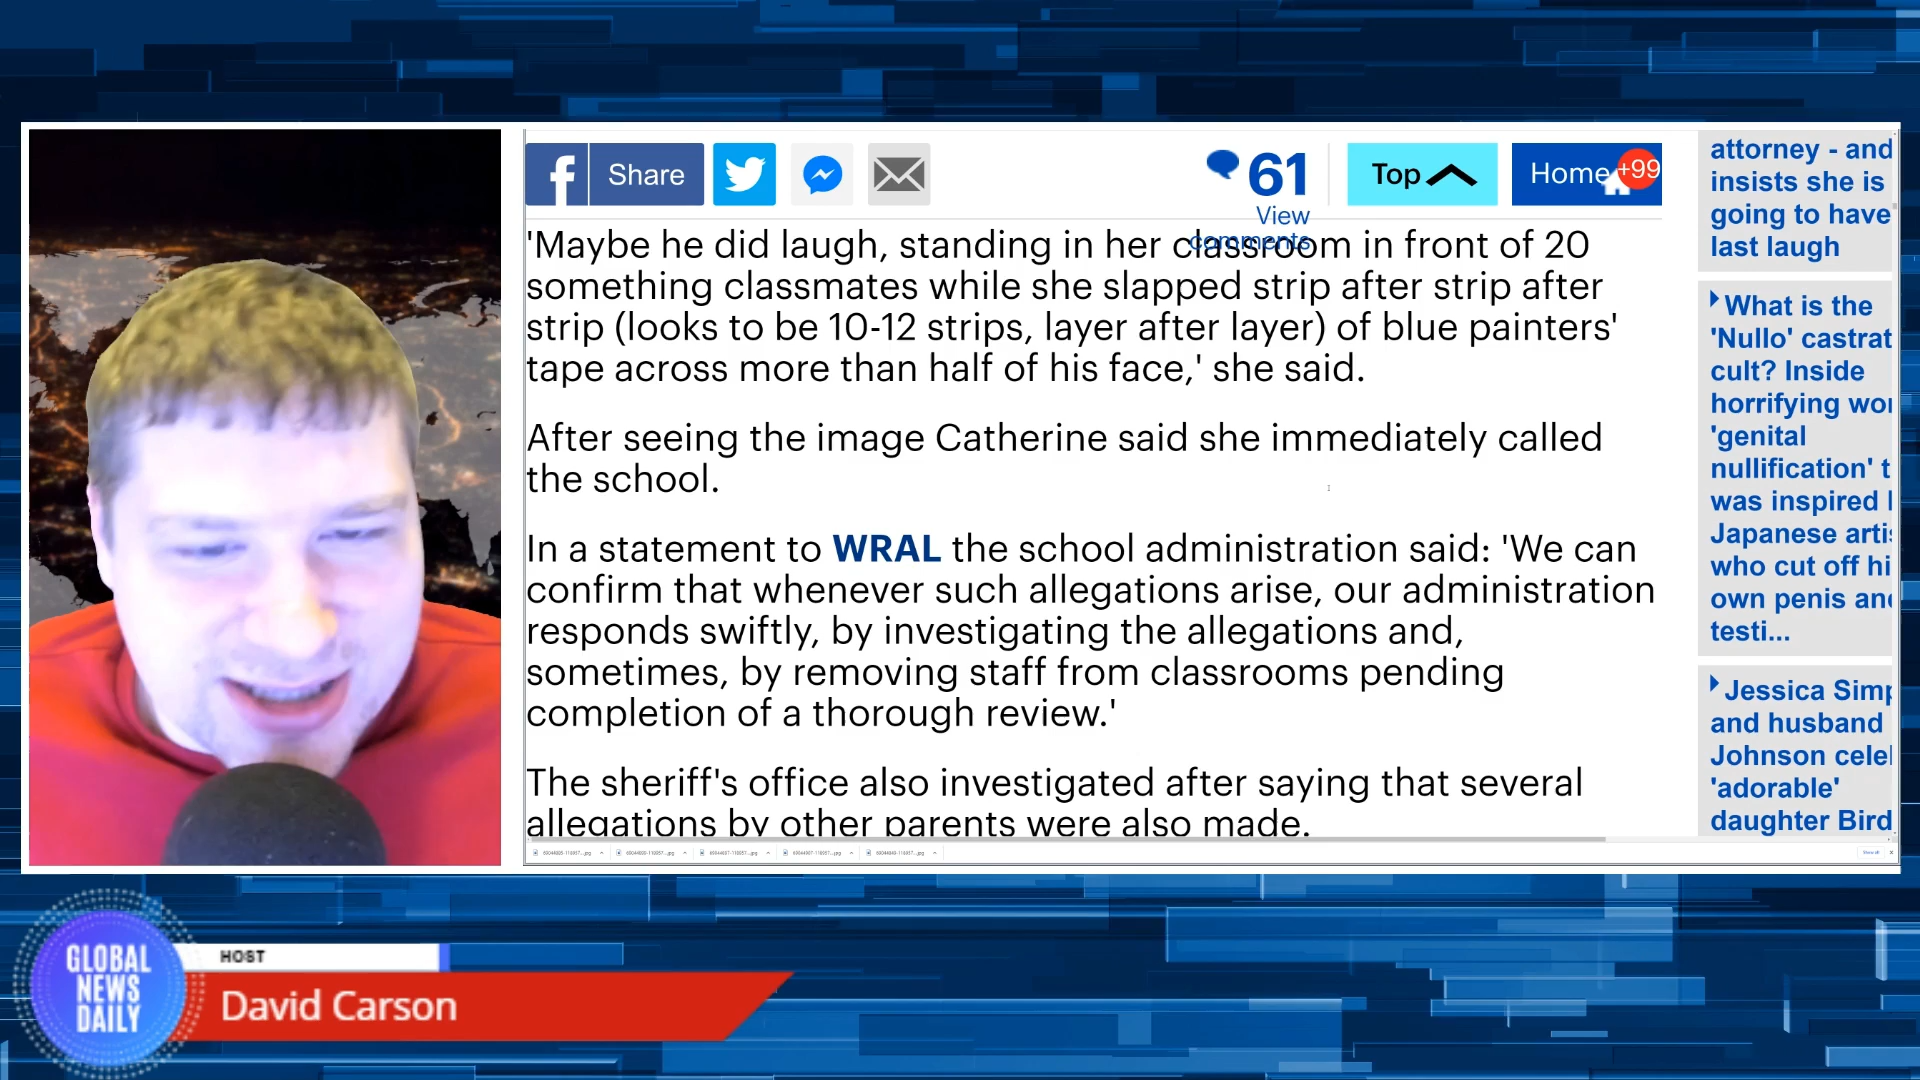 Share
61
View
comments
Top
Home
+99
'Maybe he did laugh, standing in her classroom in front of 20
something classmates while she slapped strip after strip after
strip (looks to be 10-12 strips, layer after layer) of blue painters'
tape across more than half of his face,' she said.
After seeing the image Catherine said she immediately called
the school.
In a statement to WRAL the school administration said: 'We can
confirm that whenever such allegations arise, our administration
responds swiftly, by investigating the allegations and,
sometimes, by removing staff from classrooms pending
completion of a thorough review.'
The sheriff's office also investigated after saying that several
allegations by other parents were also made.
attorney - and
insists she is
going to have
last laugh
What is the
'Nullo' castrat
cult? Inside
horrifying wor
'genital
nullification' t
was inspired
Japanese arti
who cut off hi
own penis and
testi...
Jessica Simp
and husband
Johnson cele
'adorable'
daughter Bird
Show all
GLOBAL
NEWS
DAILY
HOST
David Carson